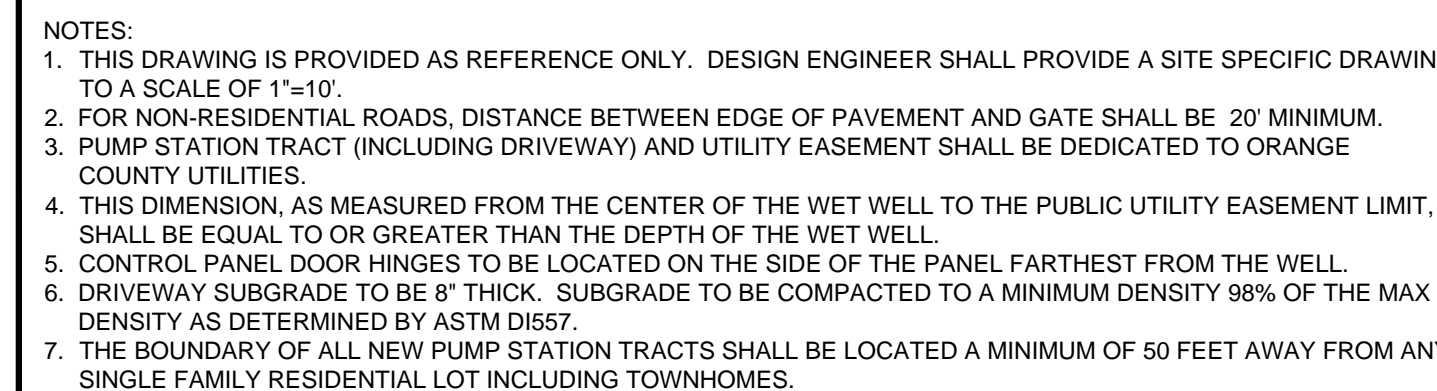 NOTES:
1. THIS DRAWING IS PROVIDED AS REFERENCE ONLY. DESIGN ENGINEER SHALL PROVIDE A SITE SPECIFIC DRAWIN
TO A SCALE OF 1"=10'.
2. FOR NON-RESIDENTIAL ROADS, DISTANCE BETWEEN EDGE OF PAVEMENT AND GATE SHALL BE 20' MINIMUM.
3. PUMP STATION TRACT (INCLUDING DRIVEWAY) AND UTILITY EASEMENT SHALL BE DEDICATED TO ORANGE
COUNTY UTILITIES.
4. THIS DIMENSION, AS MEASURED FROM THE CENTER OF THE WET WELL TO THE PUBLIC UTILITY EASEMENT LIMIT,
SHALL BE EQUAL TO OR GREATER THAN THE DEPTH OF THE WET WELL.
5. CONTROL PANEL DOOR HINGES TO BE LOCATED ON THE SIDE OF THE PANEL FARTHEST FROM THE WELL.
6. DRIVEWAY SUBGRADE TO BE 8" THICK. SUBGRADE TO BE COMPACTED TO A MINIMUM DENSITY 98% OF THE MAX
DENSITY AS DETERMINED BY ASTM DI557.
7. THE BOUNDARY OF ALL NEW PUMP STATION TRACTS SHALL BE LOCATED A MINIMUM OF 50 FEET AWAY FROM ANY
SINGLE FAMILY RESIDENTIAL LOT INCLUDING TOWNHOMES.